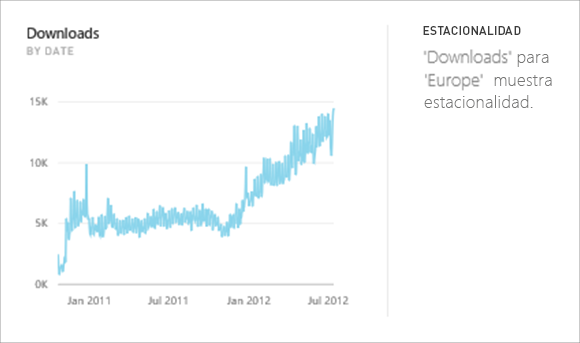 Downloads
BY DATE
15K
10K
5K
0K
Jan 2011 Jul 2011 Jan 2012 Jul 2012
ESTACIONALIDAD
'Downloads' para
'Europe' muestra
estacionalidad.